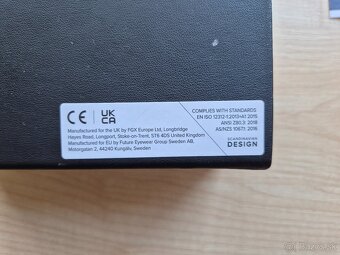 CE UK CA
COMPLIES WITH STANDARDS
EN ISO 12312-1:2013+A1:2015
ANSI Z80.3: 2018
AS/NZS 1067.1: 2016
Manufactured for the UK by FGX Europe Ltd, Longbridge
Hayes Road, Longport, Stoke-on-Trent, ST6 4DS United Kingdom
Manufactured for EU by Future Eyewear Group Sweden AB,
Motorgatan 2, 44240 Kungälv, Sweden
SCANDINAVIAN
DESIGN